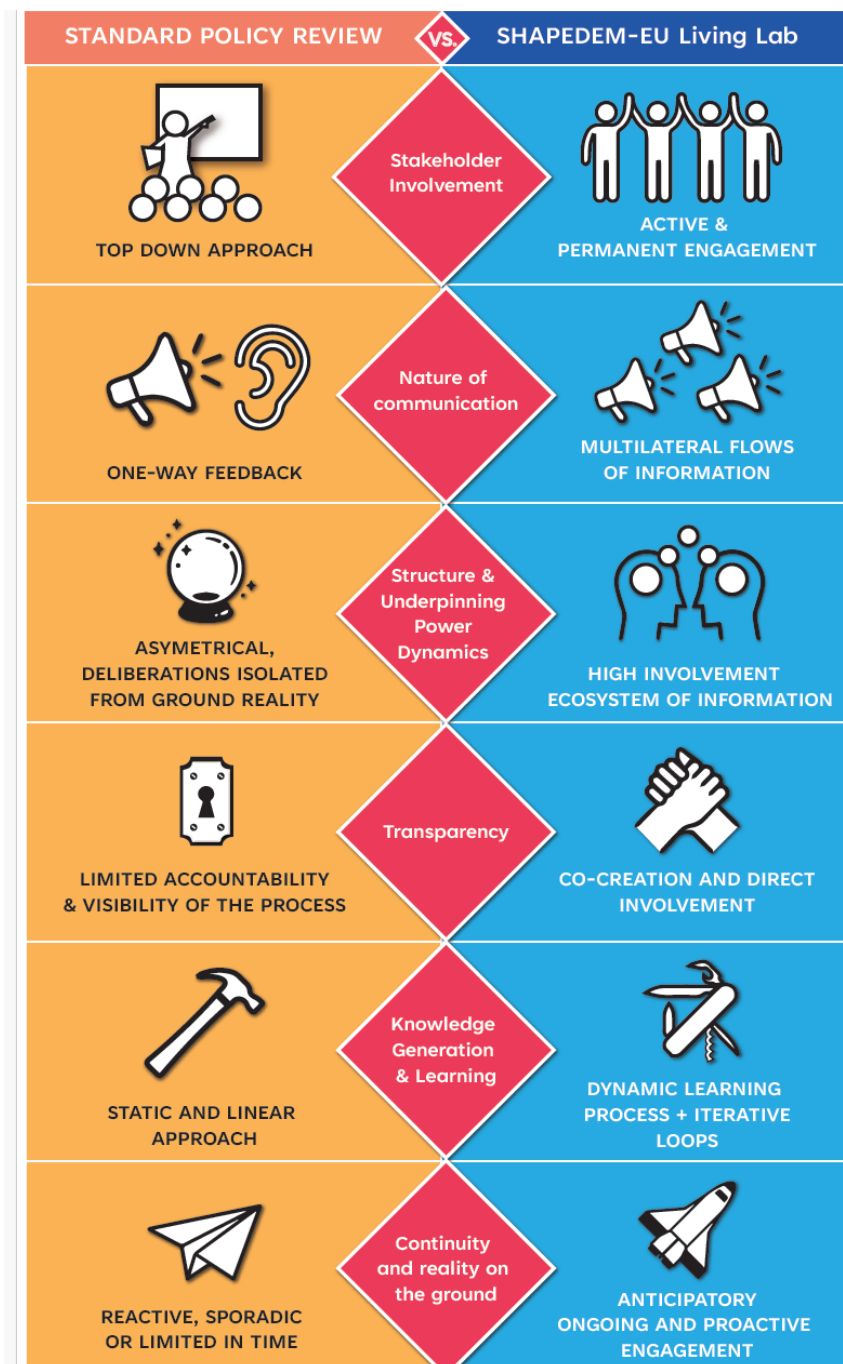 STANDARD POLICY REVIEW
VS.
SHAPEDEM-EU Living Lab
TOP DOWN APPROACH
Stakeholder
Involvement
ACTIVE &
PERMANENT ENGAGEMENT
ONE-WAY FEEDBACK
Nature of
communication
MULTILATERAL FLOWS
OF INFORMATION
ASYMETRICAL,
DELIBERATIONS ISOLATED
FROM GROUND REALITY
Structure &
Underpinning
Power
Dynamics
HIGH INVOLVEMENT
ECOSYSTEM OF INFORMATION
LIMITED ACCOUNTABILITY
& VISIBILITY OF THE PROCESS
Transparency
CO-CREATION AND DIRECT
INVOLVEMENT
STATIC AND LINEAR
APPROACH
Knowledge
Generation
& Learning
DYNAMIC LEARNING
PROCESS + ITERATIVE
LOOPS
REACTIVE, SPORADIC
OR LIMITED IN TIME
Continuity
and reality on
the ground
ANTICIPATORY
ONGOING AND PROACTIVE
ENGAGEMENT